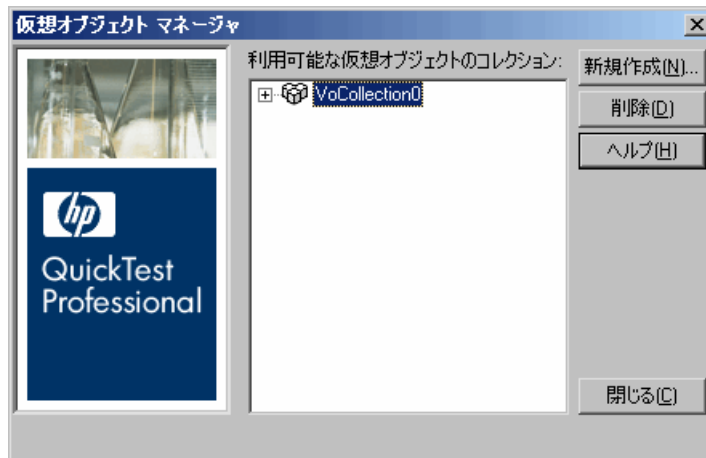 仮想オブジェクト マネージャ
利用可能な仮想オブジェクトのコレクション:
VoCollection0
新規作成(N)...
削除(D)
ヘルプ(H)
hp
QuickTest
Professional
閉じる(C)